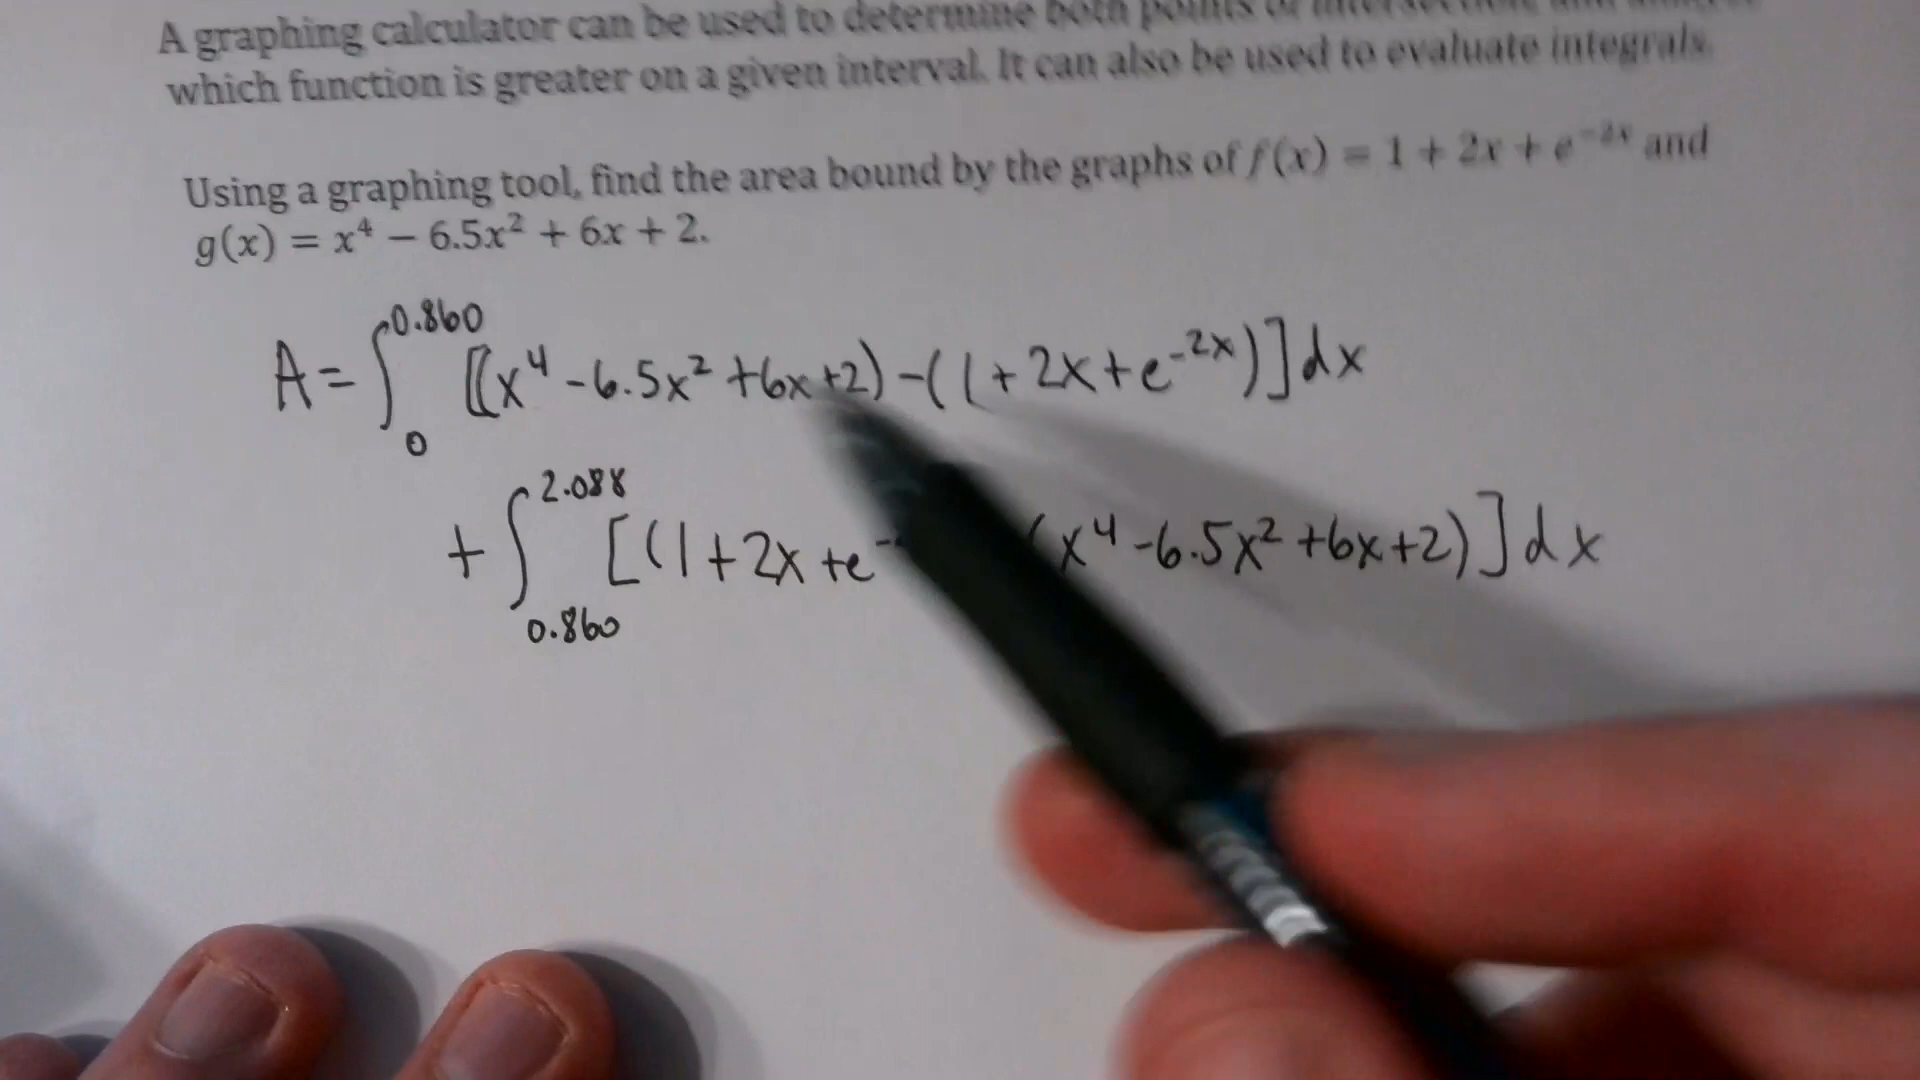 A graphing calculator can be used to determine both points of intersection, and
which function is greater on a given interval. It can also be used to evaluate integrals.
Using a graphing tool, find the area bound by the graphs of f(x) = 1 + 2x + e⁻²ˣ and
g(x) = x⁴ − 6.5x² + 6x + 2.
A = ∫₀^0.860 [(x⁴ - 6.5x² + 6x + 2) - (1 + 2x + e⁻²ˣ)] dx
+ ∫_0.860^2.088 [(1 + 2x + e⁻ (x⁴ - 6.5x² + 6x + 2)] dx